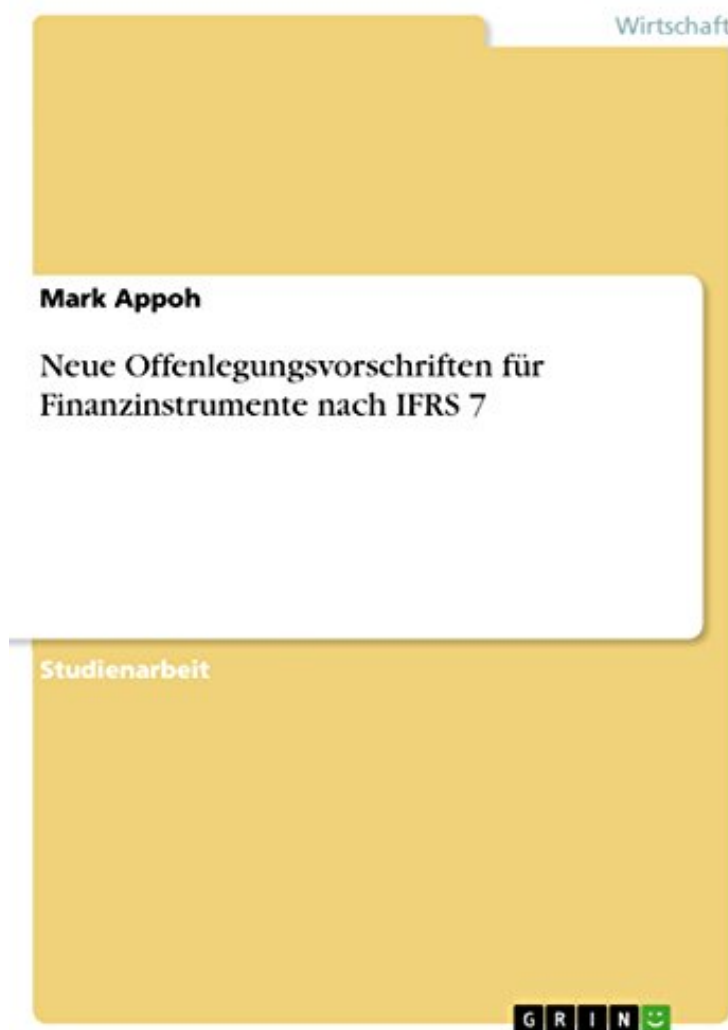 Wirtschaft
Mark Appoh
Neue Offenlegungsvorschriften für
Finanzinstrumente nach IFRS 7
Studienarbeit
GRIN